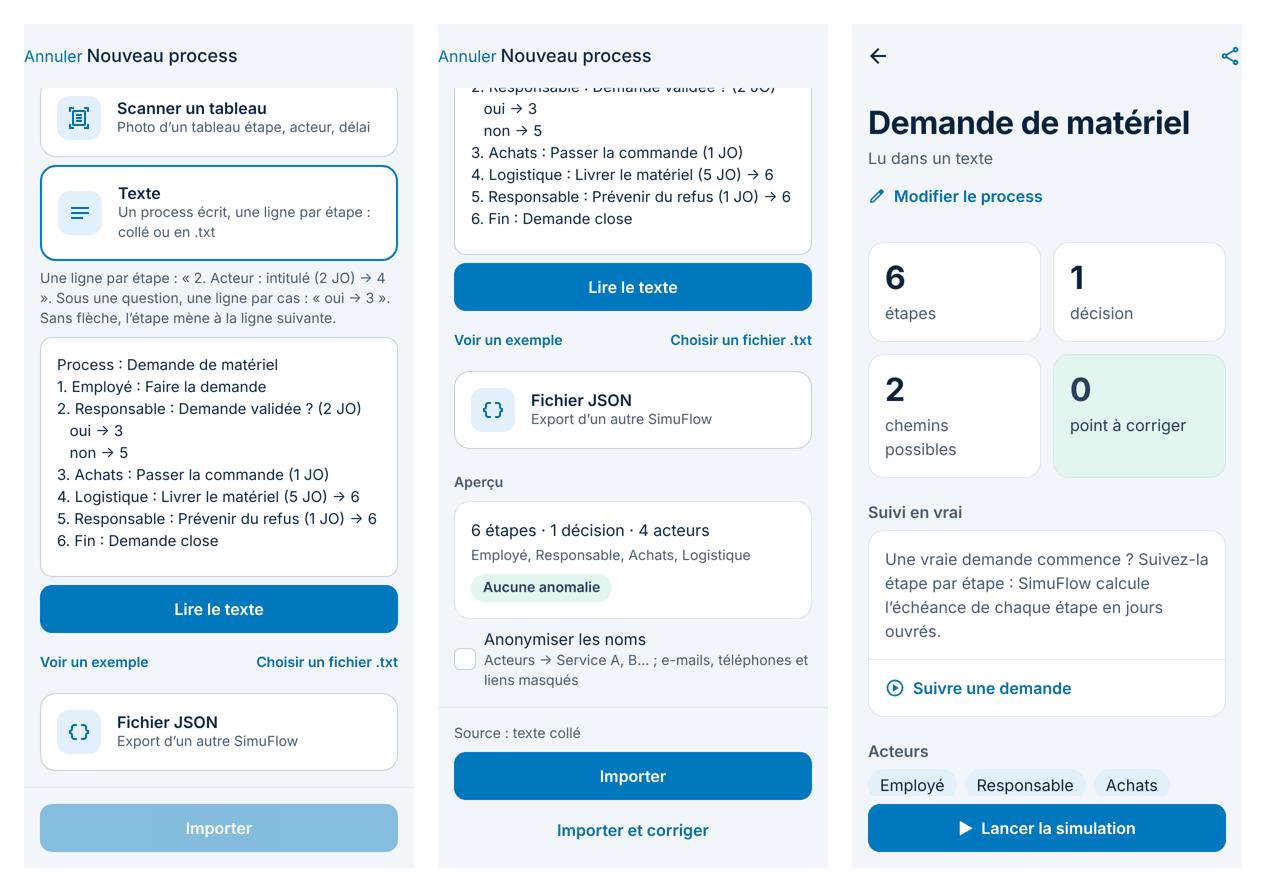 Annuler Nouveau process
Scanner un tableau
Photo d’un tableau étape, acteur, délai
Texte
Un process écrit, une ligne par étape :
collé ou en .txt
Une ligne par étape : « 2. Acteur : intitulé (2 JO) → 4
». Sous une question, une ligne par cas : « oui → 3 ».
Sans flèche, l’étape mène à la ligne suivante.
Process : Demande de matériel
1. Employé : Faire la demande
2. Responsable : Demande validée ? (2 JO)
oui → 3
non → 5
3. Achats : Passer la commande (1 JO)
4. Logistique : Livrer le matériel (5 JO) → 6
5. Responsable : Prévenir du refus (1 JO) → 6
6. Fin : Demande close
Lire le texte
Voir un exemple
Choisir un fichier .txt
Fichier JSON
Export d’un autre SimuFlow
Importer
Annuler Nouveau process
2. Responsable : Demande validée ? (2 JO)
oui → 3
non → 5
3. Achats : Passer la commande (1 JO)
4. Logistique : Livrer le matériel (5 JO) → 6
5. Responsable : Prévenir du refus (1 JO) → 6
6. Fin : Demande close
Lire le texte
Voir un exemple
Choisir un fichier .txt
Fichier JSON
Export d’un autre SimuFlow
Aperçu
6 étapes · 1 décision · 4 acteurs
Employé, Responsable, Achats, Logistique
Aucune anomalie
Anonymiser les noms
Acteurs → Service A, B… ; e-mails, téléphones et
liens masqués
Source : texte collé
Importer
Importer et corriger
Demande de matériel
Lu dans un texte
Modifier le process
6
étapes
1
décision
2
chemins
possibles
0
point à corriger
Suivi en vrai
Une vraie demande commence ? Suivez-la
étape par étape : SimuFlow calcule
l’échéance de chaque étape en jours
ouvrés.
Suivre une demande
Acteurs
Employé
Responsable
Achats
Lancer la simulation